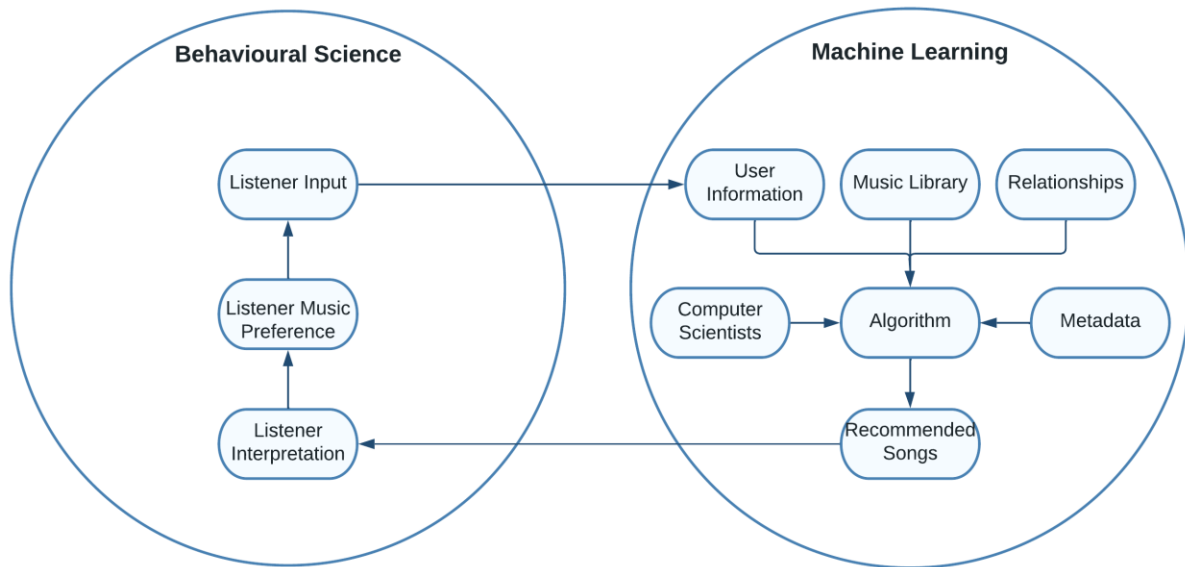 Behavioural Science
Listener Input
Listener Music
Preference
Listener
Interpretation
Machine Learning
User
Information
Music Library
Relationships
Computer
Scientists
Algorithm
Metadata
Recommended
Songs